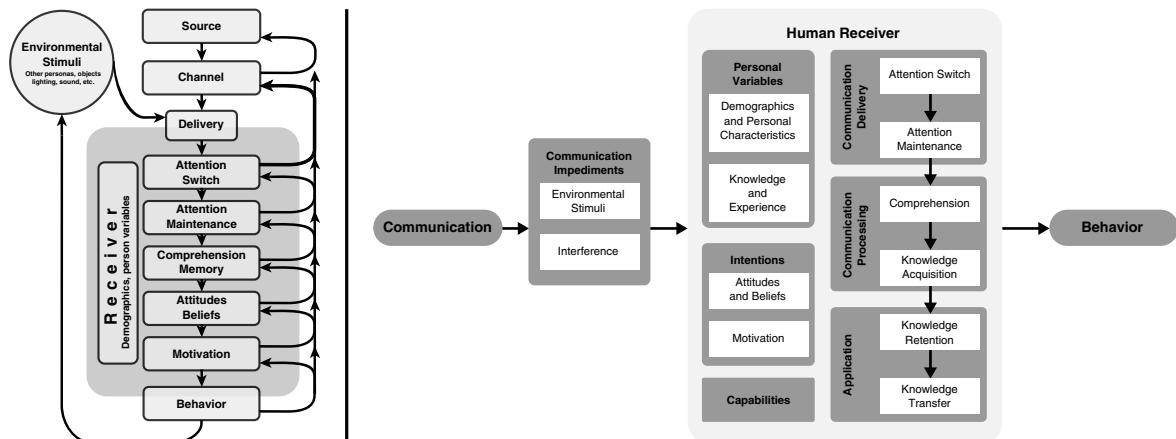 Environmental
Stimuli
Other personas, objects
lighting, sound, etc.
Source
Channel
Delivery
Receiver
Demographics, person variables
Attention
Switch
Attention
Maintenance
Comprehension
Memory
Attitudes
Beliefs
Motivation
Behavior
Communication
Communication
Impediments
Environmental
Stimuli
Interference
Human Receiver
Personal
Variables
Demographics
and Personal
Characteristics
Knowledge
and
Experience
Intentions
Attitudes
and Beliefs
Motivation
Capabilities
Communication
Delivery
Attention Switch
Attention
Maintenance
Communication
Processing
Comprehension
Knowledge
Acquisition
Application
Knowledge
Retention
Knowledge
Transfer
Behavior